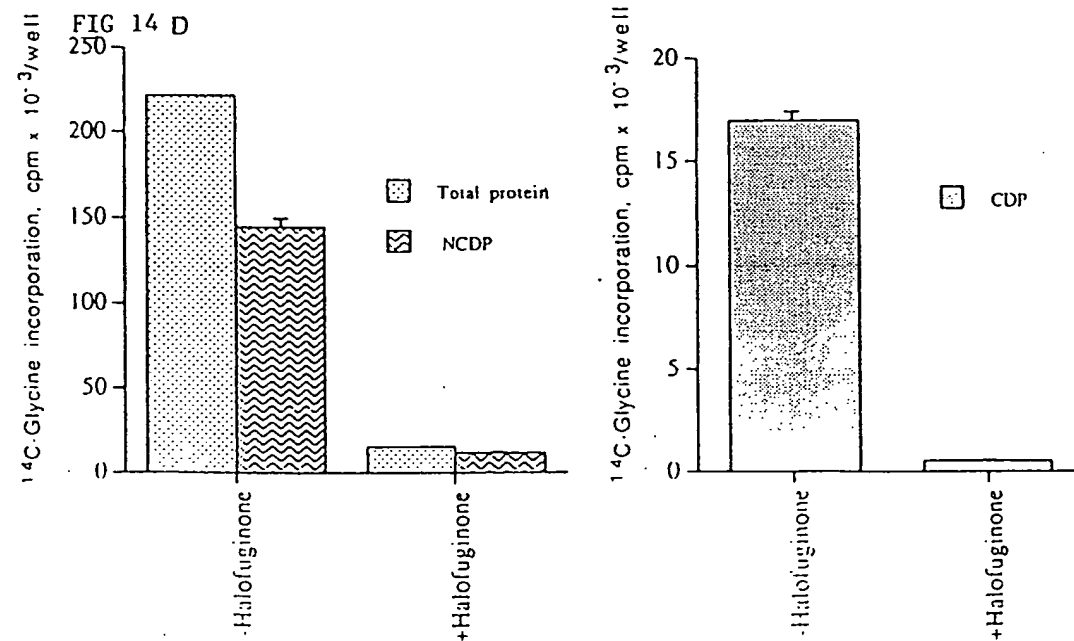 FIG 14 D
14C-Glycine incorporation, cpm x 10-3/well
250
200
150
100
50
0
Total protein
NCDP
-Halofuginone
+Halofuginone
14C-Glycine incorporation, cpm x 10-3/well
20
15
10
5
0
CDP
-Halofuginone
+Halofuginone